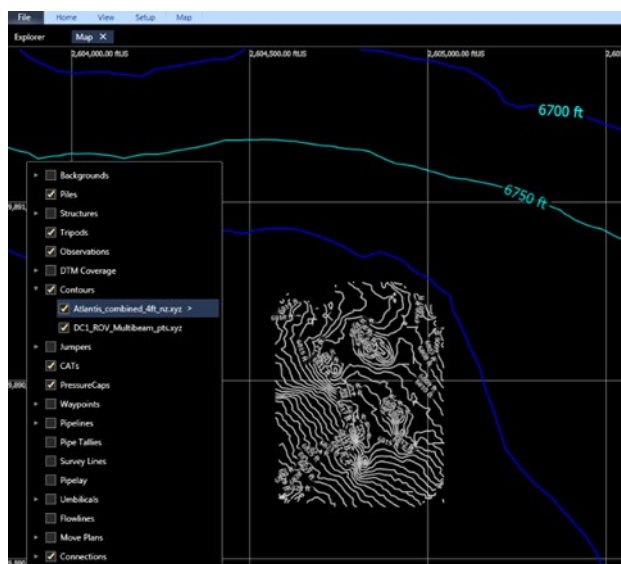 File Home View Setup Map
Explorer Map ✕
2,604,000.00 ftUS 2,604,500.00 ftUS 2,605,000.00 ftUS
6700 ft
6750 ft
Backgrounds
Piles
Structures
Tripods
Observations
DTM Coverage
Contours
Atlantis_combined_4ft_nz.xyz >
DC1_ROV_Multibeam_pts.xyz
Jumpers
CATs
PressureCaps
Waypoints
Pipelines
Pipe Tallies
Survey Lines
Pipelay
Umbilicals
Flowlines
Move Plans
Connections